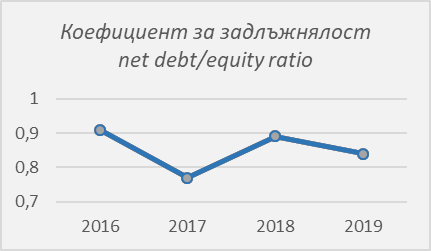 Коефициент за задлъжнялост
net debt/equity ratio
1
0,9
0,8
0,7
2016 2017 2018 2019